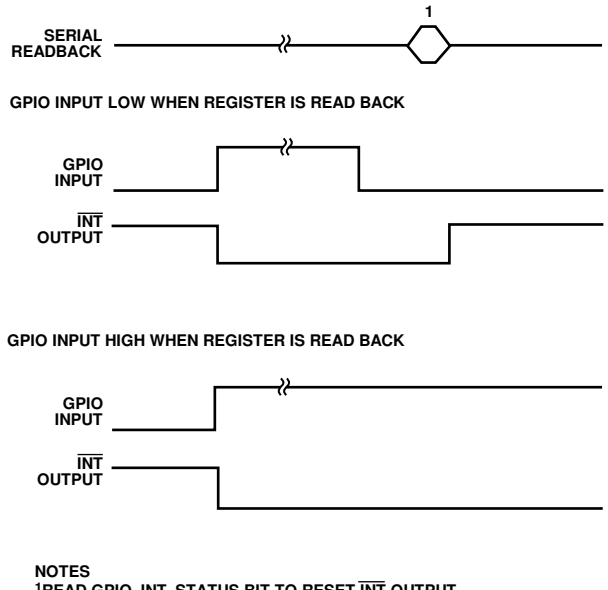 1
SERIAL
READBACK
GPIO INPUT LOW WHEN REGISTER IS READ BACK
GPIO
INPUT
INT
OUTPUT
GPIO INPUT HIGH WHEN REGISTER IS READ BACK
GPIO
INPUT
INT
OUTPUT
NOTES
1READ GPIO_INT_STATUS BIT TO RESET INT OUTPUT.